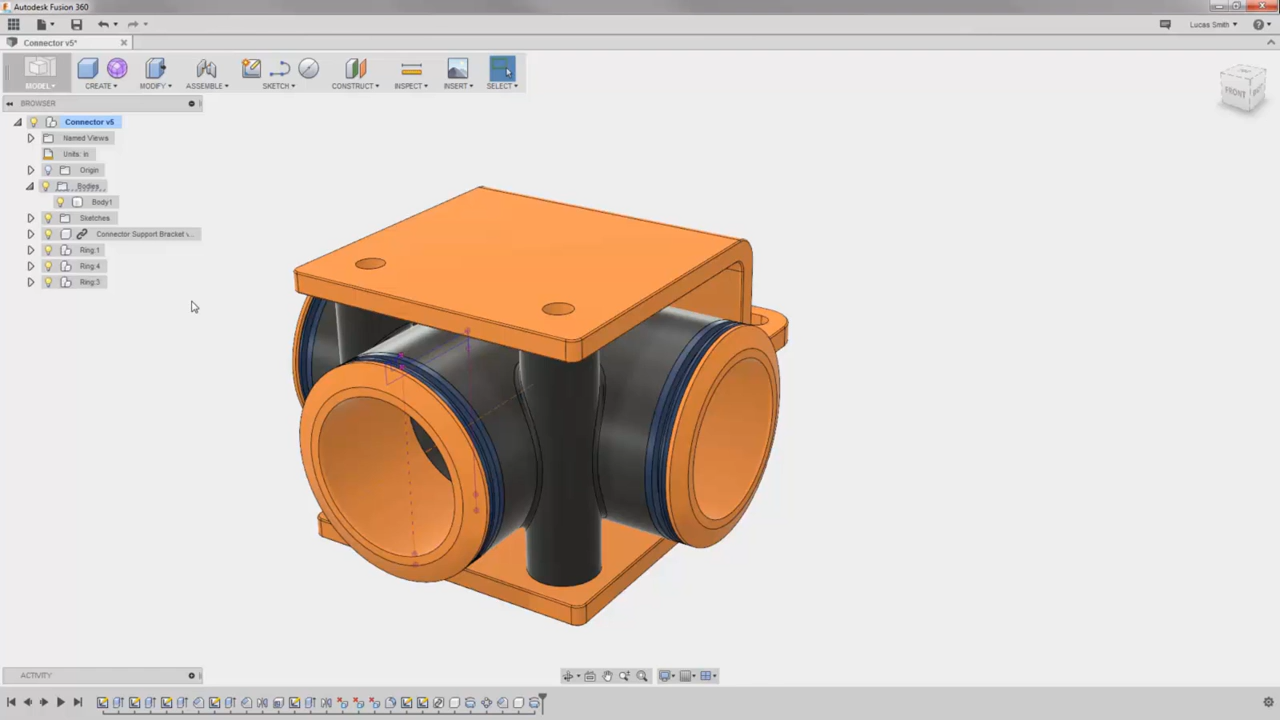 Autodesk Fusion 360
Lucas Smith
Connector v5*
MODEL
CREATE
MODIFY
ASSEMBLE
SKETCH
CONSTRUCT
INSPECT
INSERT
SELECT
FRONT
BROWSER
Connector v5
Named Views
Units: in
Origin
Bodies
Body1
Sketches
Connector Support Bracket v...
Ring:1
Ring:4
Ring:3
ACTIVITY